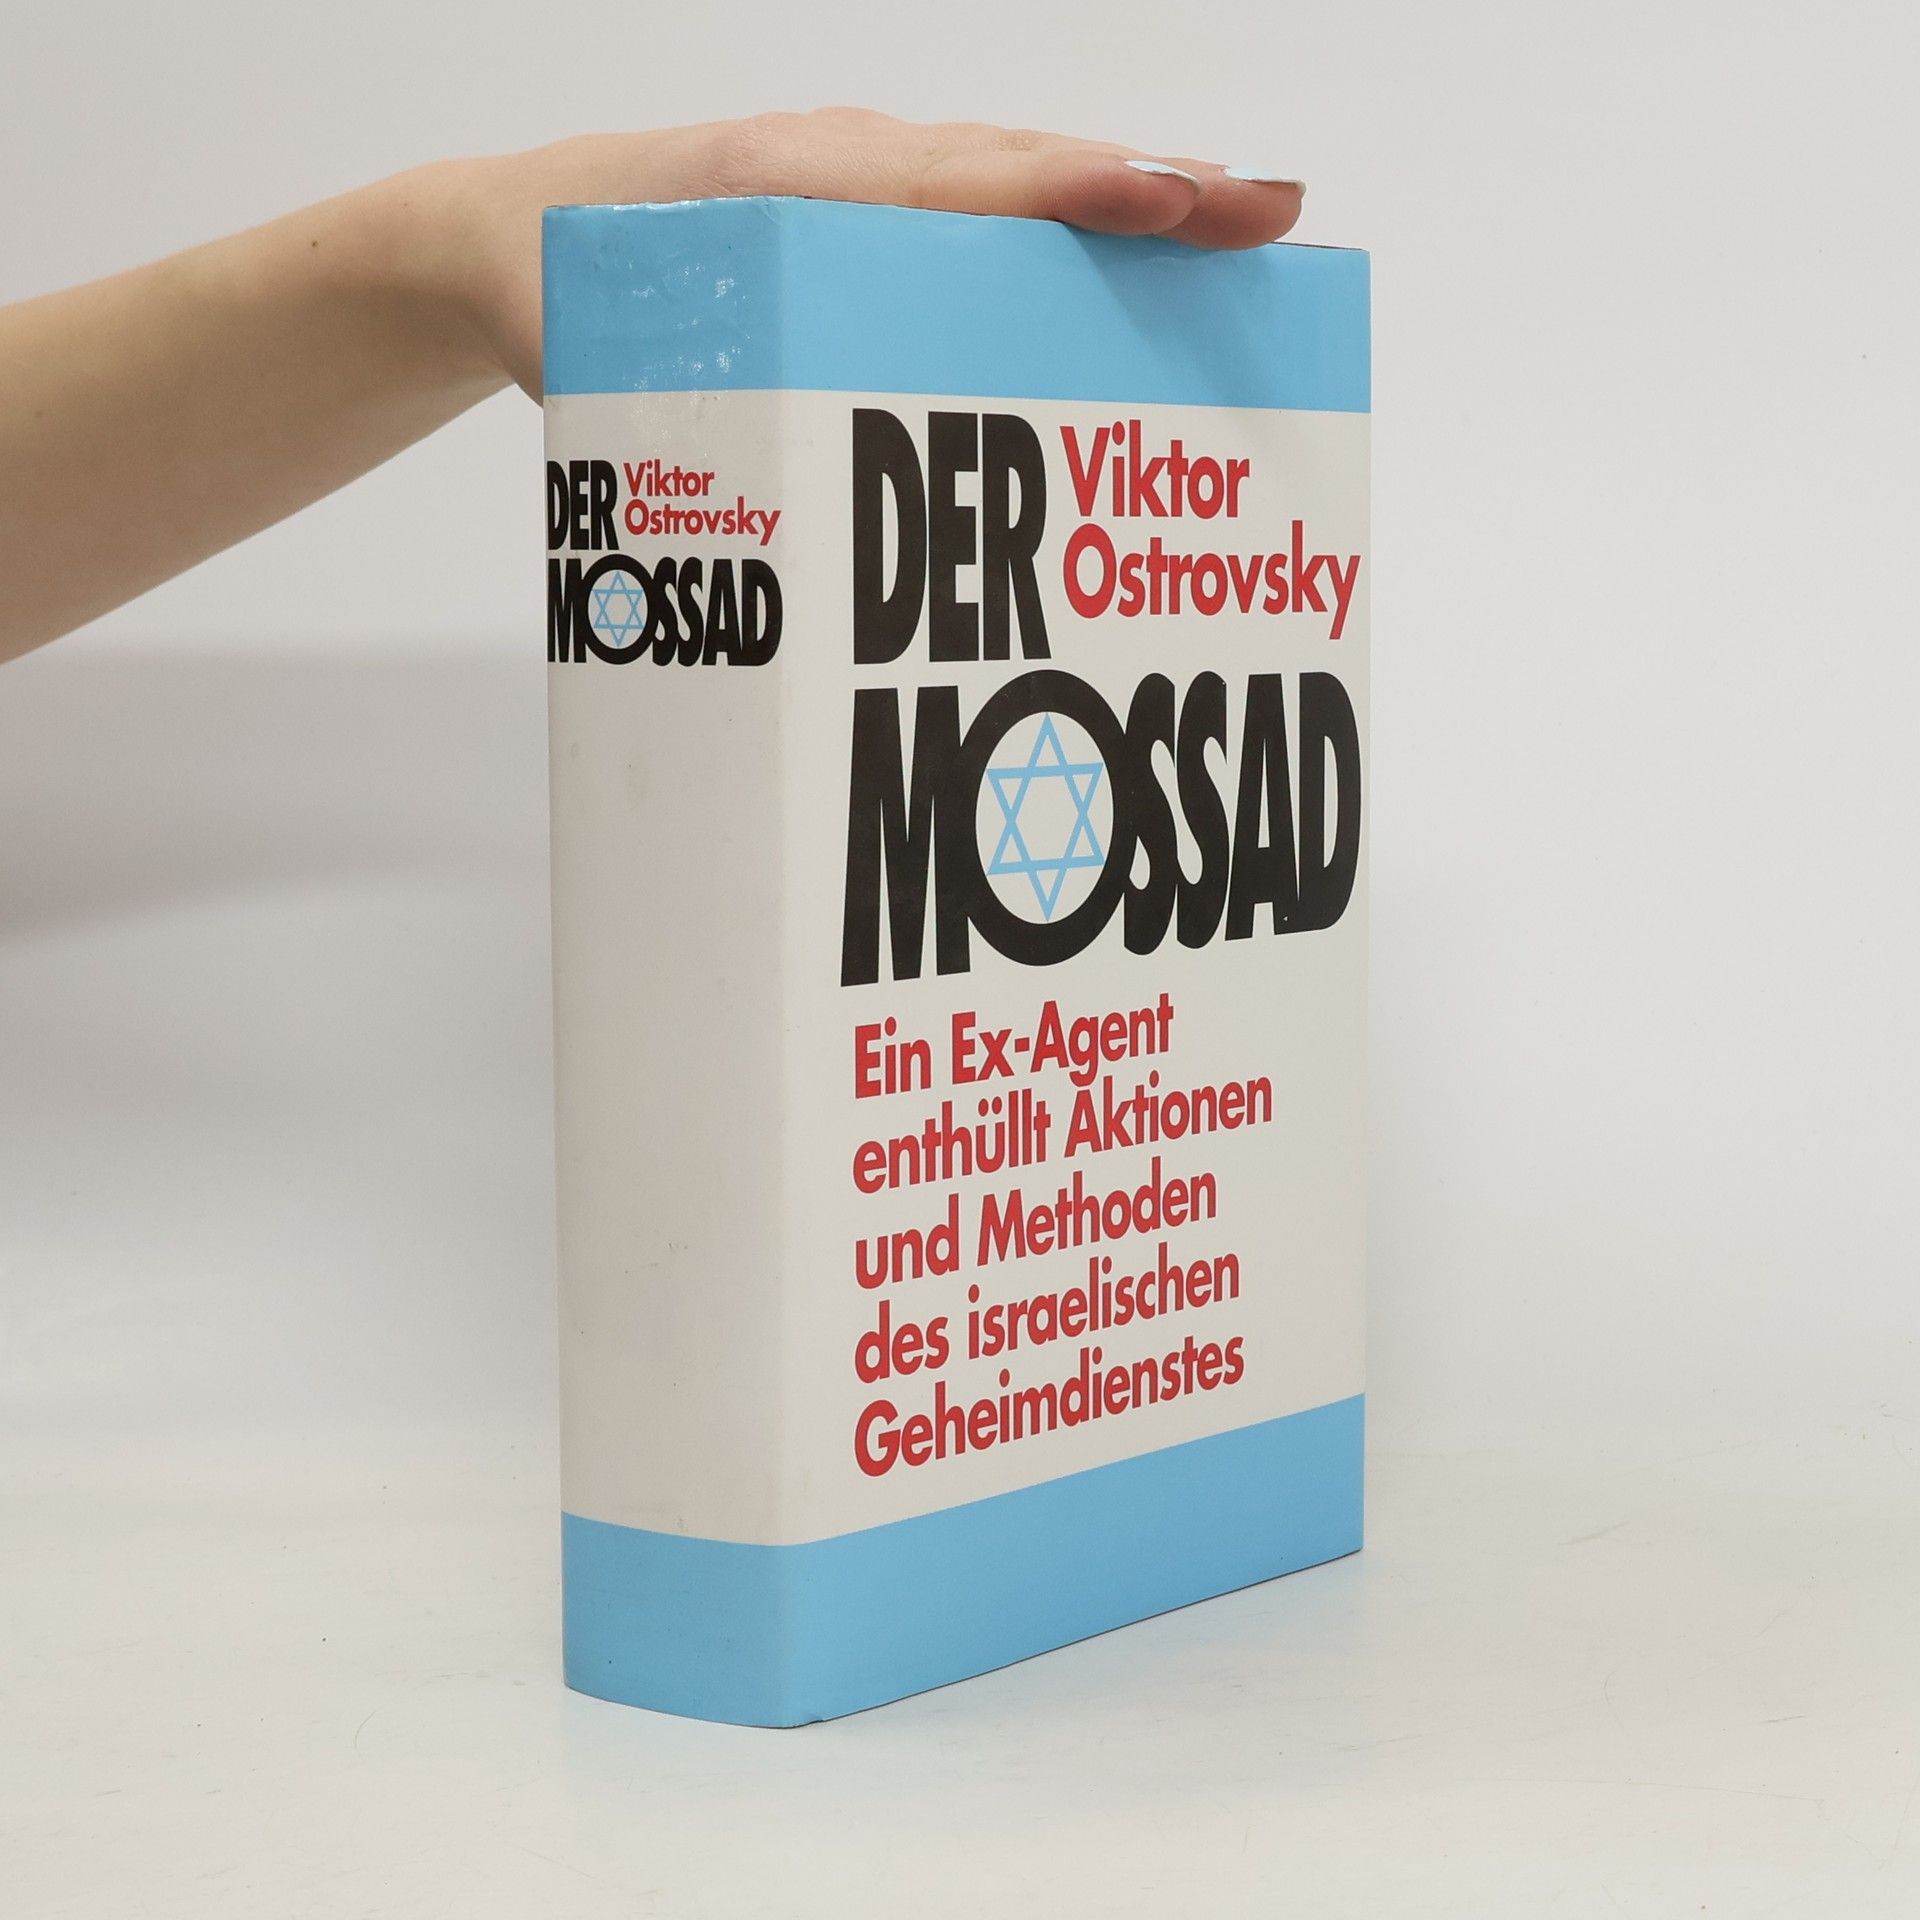 DER
Viktor
Ostrovsky
MOSSAD
DER
Viktor
Ostrovsky
MOSSAD
Ein Ex-Agent
enthüllt Aktionen
und Methoden
des israelischen
Geheimdienstes